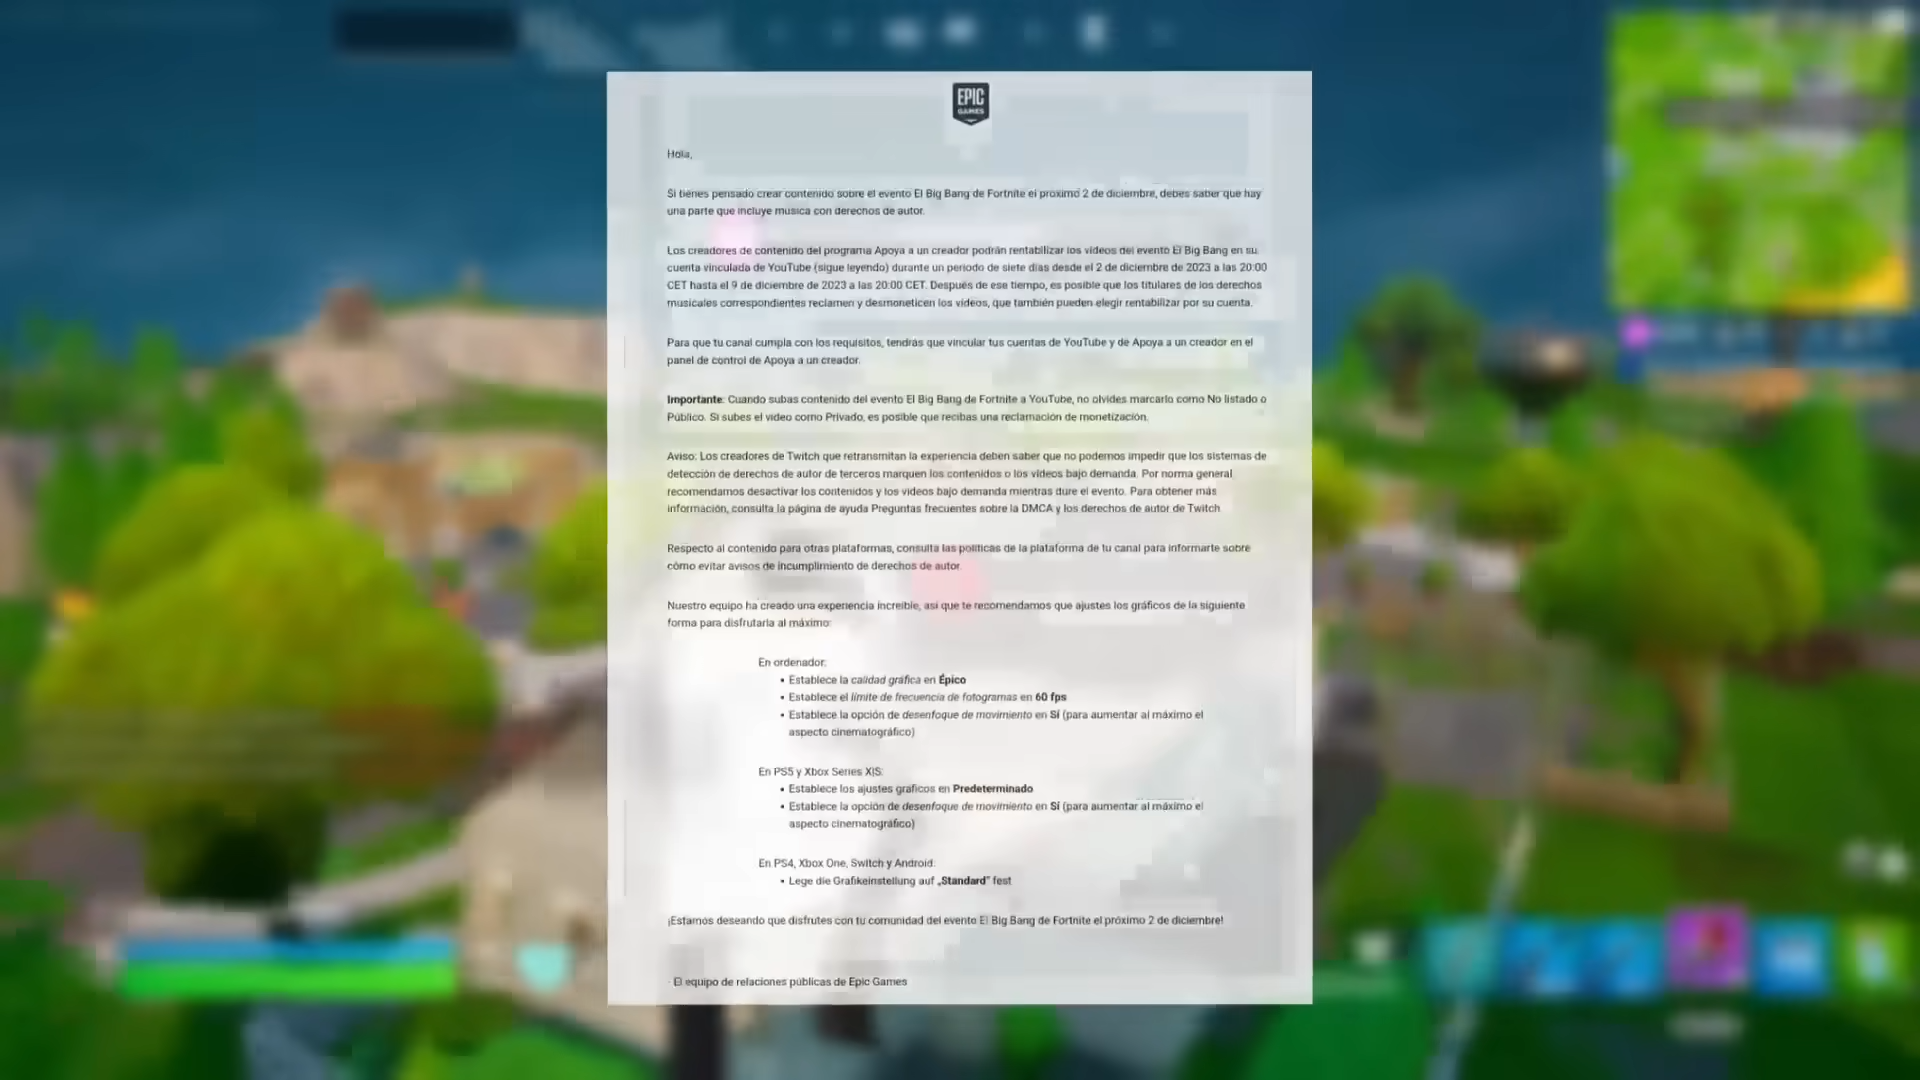 EPIC
GAMES
Hola,
Si tienes pensado crear contenido sobre el evento El Big Bang de Fortnite el próximo 2 de diciembre, debes saber que hay
una parte que incluye música con derechos de autor.
Los creadores de contenido del programa Apoya a un creador podrán rentabilizar los vídeos del evento El Big Bang en su
cuenta vinculada de YouTube (sigue leyendo) durante un periodo de siete días desde el 2 de diciembre de 2023 a las 20:00
CET hasta el 9 de diciembre de 2023 a las 20:00 CET. Después de ese tiempo, es posible que los titulares de los derechos
musicales correspondientes reclamen y desmoneticen los vídeos, que también pueden elegir rentabilizar por su cuenta.
Para que tu canal cumpla con los requisitos, tendrás que vincular tus cuentas de YouTube y de Apoya a un creador en el
panel de control de Apoya a un creador.
Importante: Cuando subas contenido del evento El Big Bang de Fortnite a YouTube, no olvides marcarlo como No listado o
Público. Si subes el vídeo como Privado, es posible que recibas una reclamación de monetización.
Aviso: Los creadores de Twitch que retransmitan la experiencia deben saber que no podemos impedir que los sistemas de
detección de derechos de autor de terceros marquen los contenidos o los vídeos bajo demanda. Por norma general,
recomendamos desactivar los contenidos y los vídeos bajo demanda mientras dure el evento. Para obtener más
información, consulta la página de ayuda Preguntas frecuentes sobre la DMCA y los derechos de autor de Twitch.
Respecto al contenido para otras plataformas, consulta las políticas de la plataforma de tu canal para informarte sobre
cómo evitar avisos de incumplimiento de derechos de autor.
Nuestro equipo ha creado una experiencia increíble, así que te recomendamos que ajustes los gráficos de la siguiente
forma para disfrutarla al máximo:
En ordenador:
• Establece la calidad gráfica en Épico
• Establece el límite de frecuencia de fotogramas en 60 fps
• Establece la opción de desenfoque de movimiento en Sí (para aumentar al máximo el
aspecto cinematográfico)
En PS5 y Xbox Series X|S:
• Establece los ajustes gráficos en Predeterminado
• Establece la opción de desenfoque de movimiento en Sí (para aumentar al máximo el
aspecto cinematográfico)
En PS4, Xbox One, Switch y Android:
• Lege die Grafikeinstellung auf „Standard" fest
¡Estamos deseando que disfrutes con tu comunidad del evento El Big Bang de Fortnite el próximo 2 de diciembre!
- El equipo de relaciones públicas de Epic Games